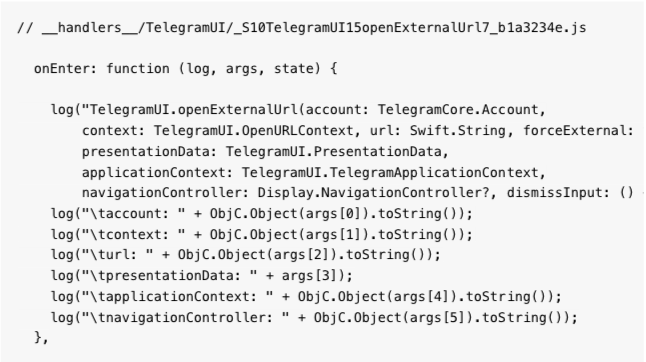 // __handlers__/TelegramUI/_S10TelegramUI15openExternalUrl7_b1a3234e.js
onEnter: function (log, args, state) {
log("TelegramUI.openExternalUrl(account: TelegramCore.Account,
context: TelegramUI.OpenURLContext, url: Swift.String, forceExternal:
presentationData: TelegramUI.PresentationData,
applicationContext: TelegramUI.TelegramApplicationContext,
navigationController: Display.NavigationController?, dismissInput: ()
log("\taccount: " + ObjC.Object(args[0]).toString());
log("\tcontext: " + ObjC.Object(args[1]).toString());
log("\turl: " + ObjC.Object(args[2]).toString());
log("\tpresentationData: " + args[3]);
log("\tapplicationContext: " + ObjC.Object(args[4]).toString());
log("\tnavigationController: " + ObjC.Object(args[5]).toString());
},